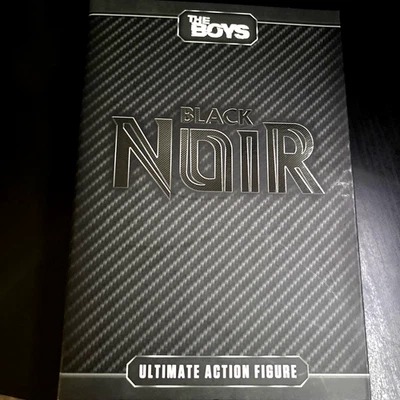 THE
BOYS
BLACK
NOIR
ULTIMATE ACTION FIGURE